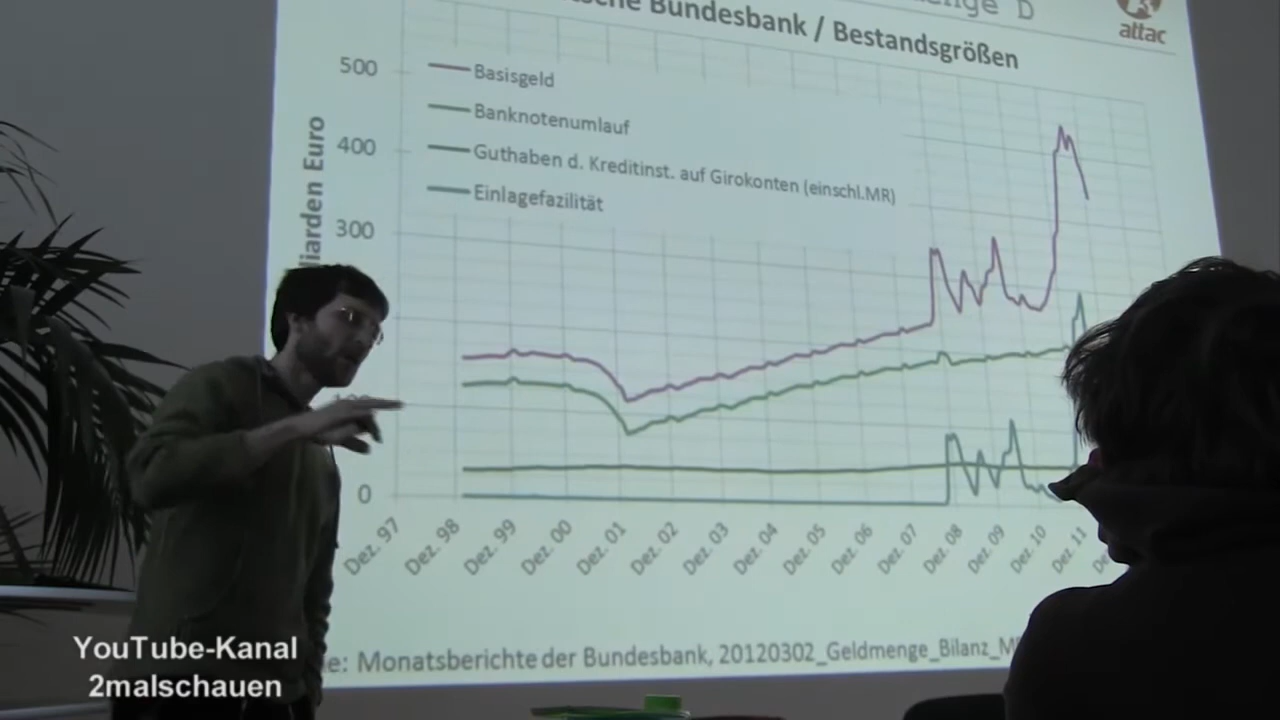 D
attac
Bundesbank / Bestandsgrößen
500
400
300
0
Basisgeld
Banknotenumlauf
Guthaben d. Kreditinst. auf Girokonten (einschl.MR)
Einlagefazilität
Dez. 97
Dez. 98
Dez. 99
Dez. 00
Dez. 01
Dez. 02
Dez. 03
Dez. 04
Dez. 05
Dez. 06
Dez. 07
Dez. 08
Dez. 09
Dez. 10
Dez. 11
Euro
Monatsberichte der Bundesbank, 20120302_Geldmenge_Bilanz_M
YouTube-Kanal
2malschauen